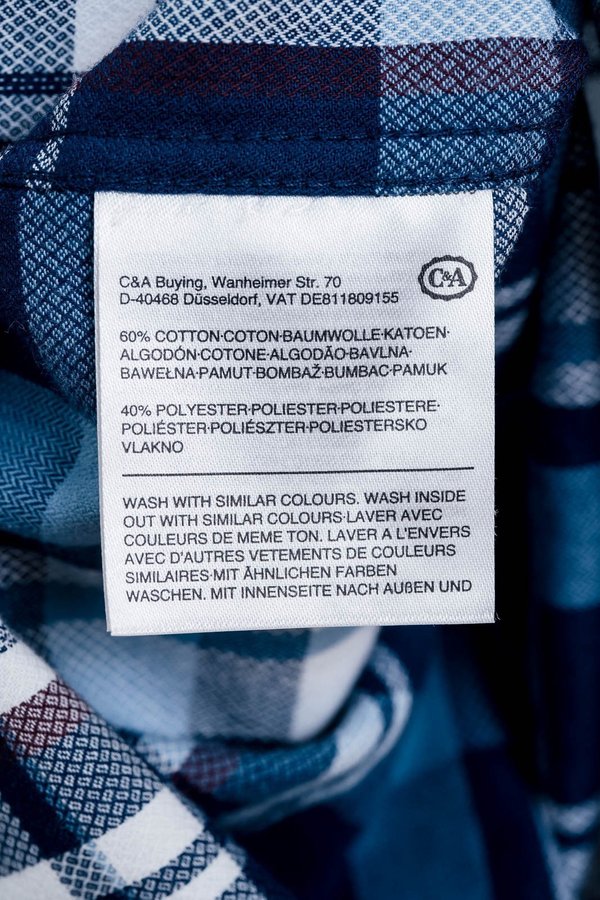 C&A Buying, Wanheimer Str. 70
D-40468 Düsseldorf, VAT DE811809155
C&A
60% COTTON·COTON·BAUMWOLLE·KATOEN·
ALGODÓN·COTONE·ALGODÃO·BAVLNA·
BAWEŁNA·PAMUT·BOMBAŽ·BUMBAC·PAMUK
40% POLYESTER·POLIESTER·POLIESTERE·
POLIÉSTER·POLIÉSZTER·POLIESTERSKO
VLAKNO
WASH WITH SIMILAR COLOURS. WASH INSIDE
OUT WITH SIMILAR COLOURS·LAVER AVEC
COULEURS DE MEME TON. LAVER A L'ENVERS
AVEC D'AUTRES VETEMENTS DE COULEURS
SIMILAIRES·MIT ÄHNLICHEN FARBEN
WASCHEN. MIT INNENSEITE NACH AUßEN UND